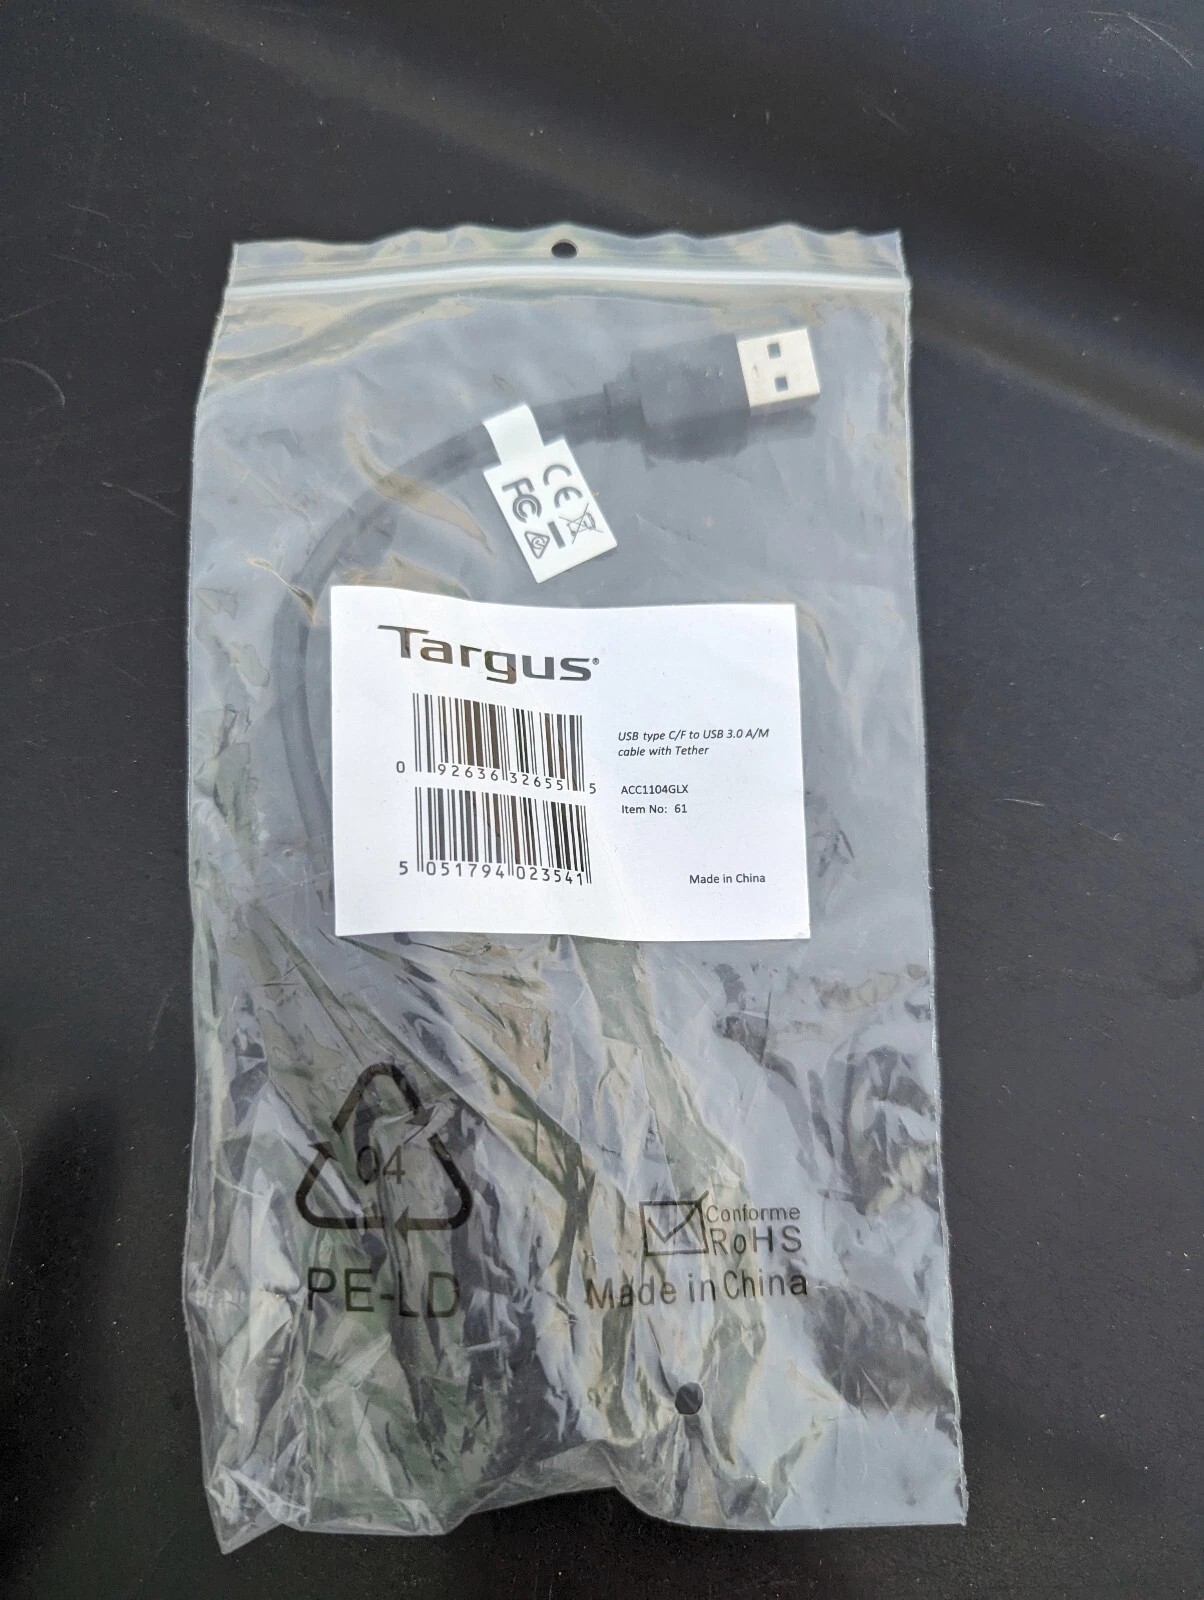 CE
FC
Targus®
0 92636 32655 5
5 051794 023541
USB type C/F to USB 3.0 A/M
cable with Tether
ACC1104GLX
Item No: 61
Made in China
04
PE-LD
Conforme
RoHS
Made in China